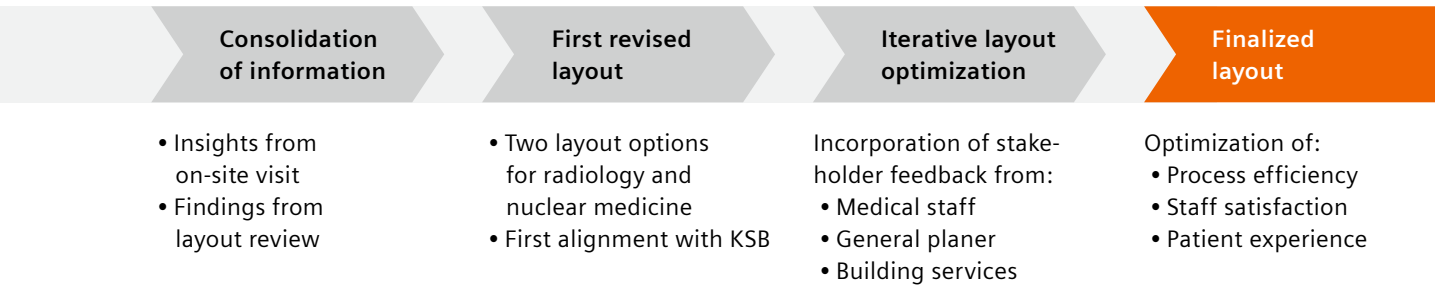 Consolidation
of information
• Insights from
on-site visit
• Findings from
layout review
First revised
layout
• Two layout options
for radiology and
nuclear medicine
• First alignment with KSB
Iterative layout
optimization
Incorporation of stake-
holder feedback from:
• Medical staff
• General planer
• Building services
Finalized
layout
Optimization of:
• Process efficiency
• Staff satisfaction
• Patient experience